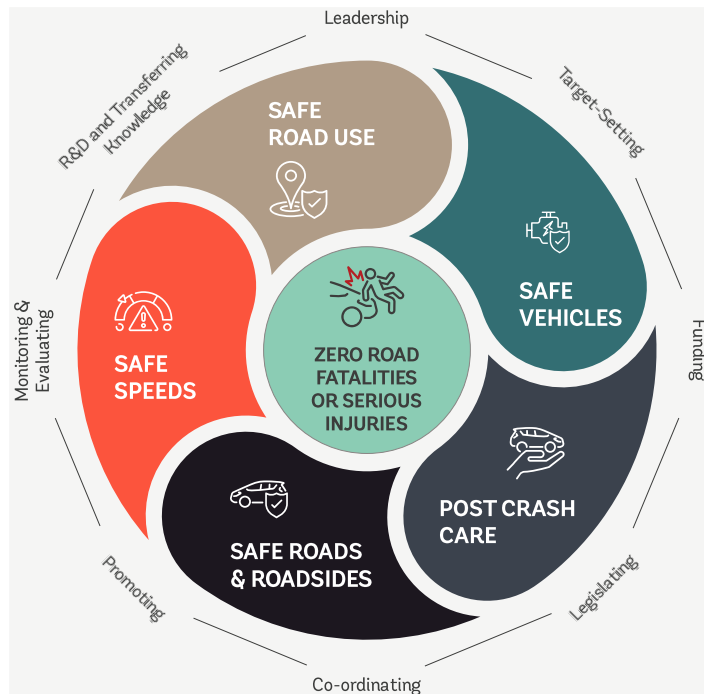 Leadership
R&D and Transferring
Knowledge
Target-Setting
SAFE
ROAD USE
SAFE
VEHICLES
Funding
ZERO ROAD
FATALITIES
OR SERIOUS
INJURIES
Monitoring &
Evaluating
SAFE
SPEEDS
POST CRASH
CARE
SAFE ROADS
& ROADSIDES
Promoting
Legislating
Co-ordinating